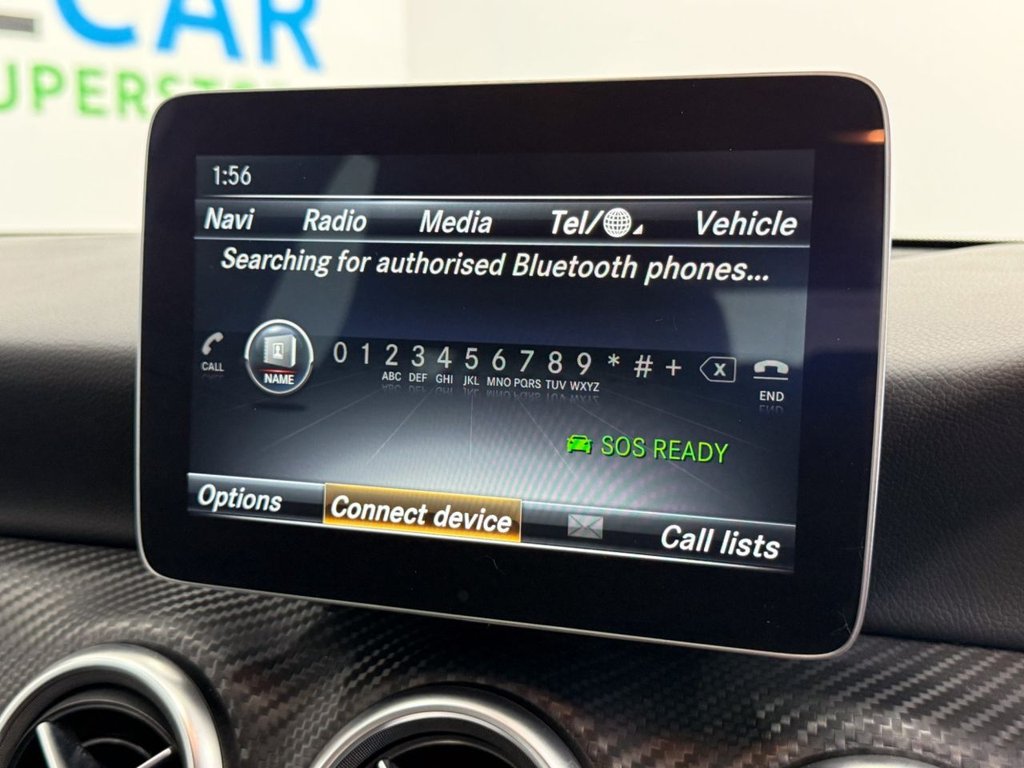 CAR
UPERST
1:56
Navi Radio Media Tel/ Vehicle
Searching for authorised Bluetooth phones...
CALL NAME 0 1 2 3 4 5 6 7 8 9 * # + X END
ABC DEF GHI JKL MNO PQRS TUV WXYZ
SOS READY
Options Connect device Call lists